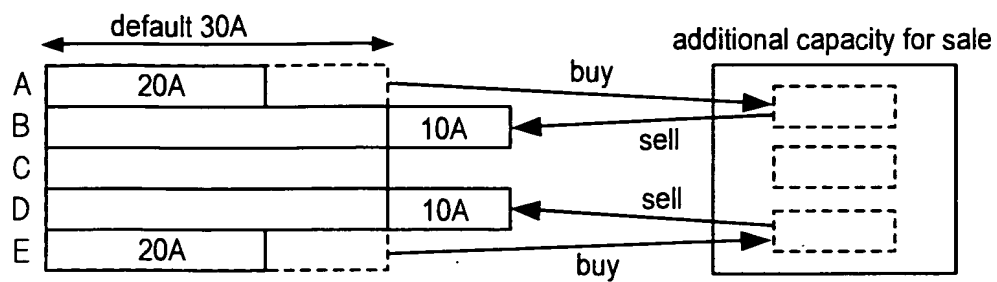 default 30A
additional capacity for sale
A 20A
buy
B 10A
sell
C
D 10A
sell
E 20A
buy